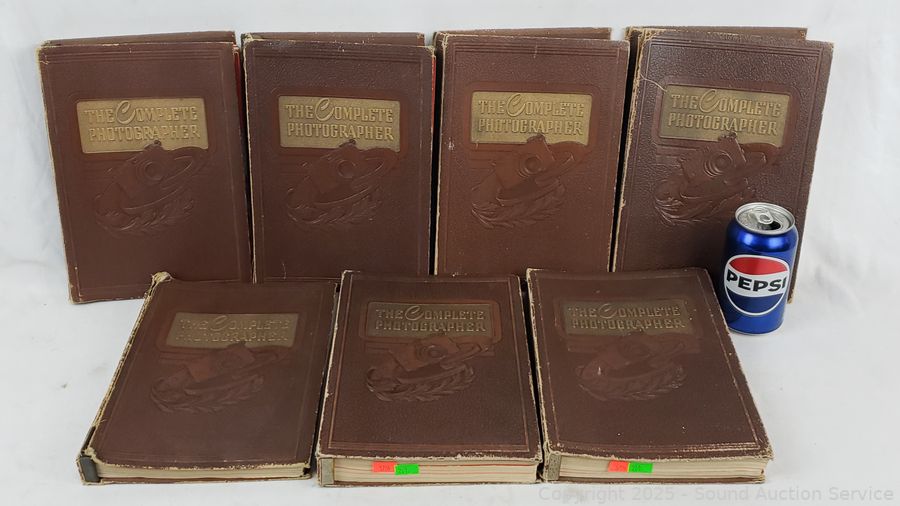 THE COMPLETE
PHOTOGRAPHER
THE COMPLETE
PHOTOGRAPHER
THE COMPLETE
PHOTOGRAPHER
THE COMPLETE
PHOTOGRAPHER
PEPSI
THE COMPLETE
PHOTOGRAPHER
THE COMPLETE
PHOTOGRAPHER
THE COMPLETE
PHOTOGRAPHER
Copyright 2025 - Sound Auction Service